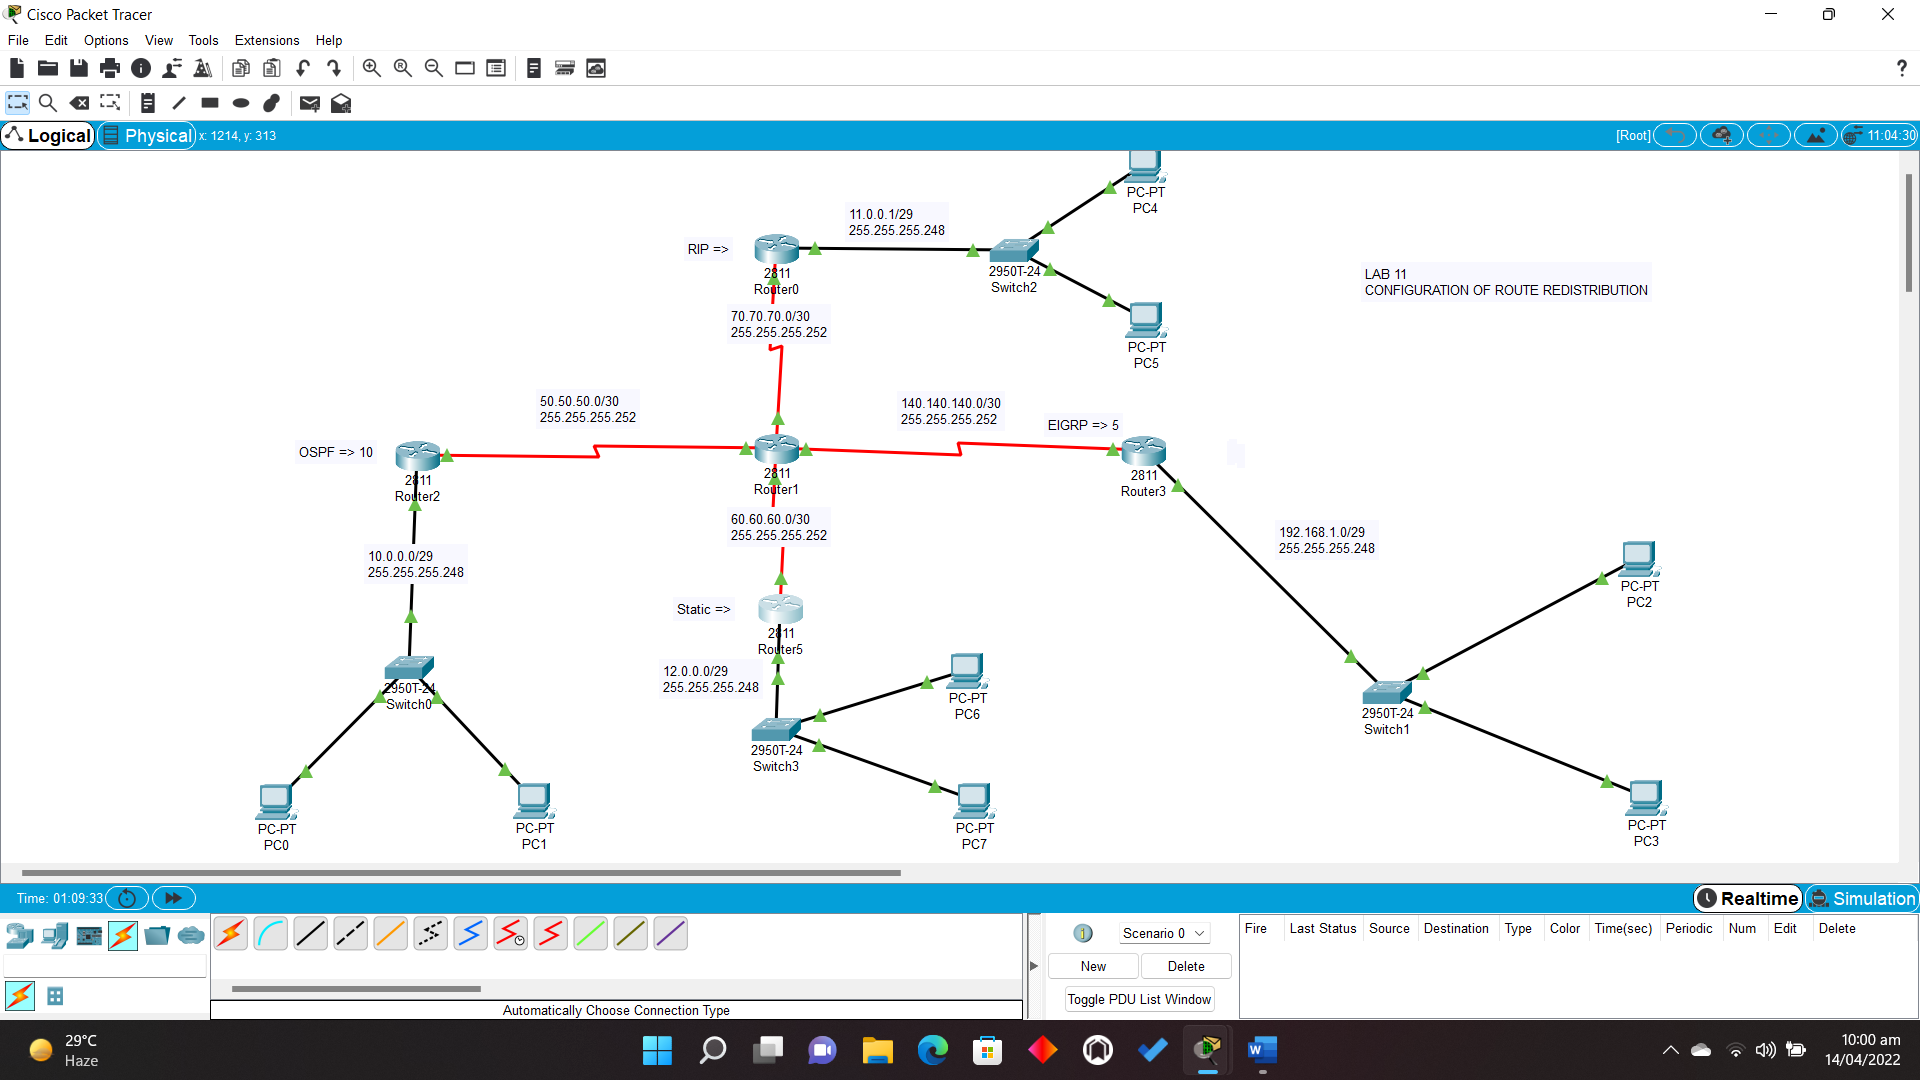 Cisco Packet Tracer
File Edit Options View Tools Extensions Help
?
Logical Physical x: 1214, y: 313 [Root] 11:04:30
PC-PT
PC4
11.0.0.1/29
255.255.255.248
RIP =>
2811
Router0
2950T-24
Switch2
LAB 11
CONFIGURATION OF ROUTE REDISTRIBUTION
70.70.70.0/30
255.255.255.252
PC-PT
PC5
50.50.50.0/30
255.255.255.252
140.140.140.0/30
255.255.255.252
EIGRP => 5
OSPF => 10
2811
Router2
2811
Router1
2811
Router3
60.60.60.0/30
255.255.255.252
192.168.1.0/29
255.255.255.248
10.0.0.0/29
255.255.255.248
PC-PT
PC2
Static =>
2811
Router5
12.0.0.0/29
255.255.255.248
2950T-24
Switch0
PC-PT
PC6
2950T-24
Switch1
2950T-24
Switch3
PC-PT
PC0
PC-PT
PC1
PC-PT
PC7
PC-PT
PC3
Time: 01:09:33 Realtime Simulation
Scenario 0
New Delete
Toggle PDU List Window
Fire Last Status Source Destination Type Color Time(sec) Periodic Num Edit Delete
Automatically Choose Connection Type
29°C
Haze
10:00 am
14/04/2022